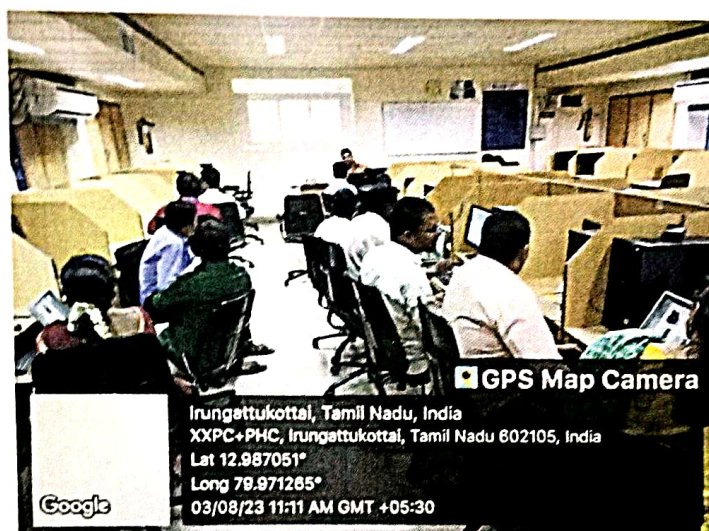 GPS Map Camera
Irungattukottai, Tamil Nadu, India
XXPC+PHC, Irungattukottai, Tamil Nadu 602105, India
Lat 12.987051°
Long 79.971265°
03/08/23 11:11 AM GMT +05:30
Google